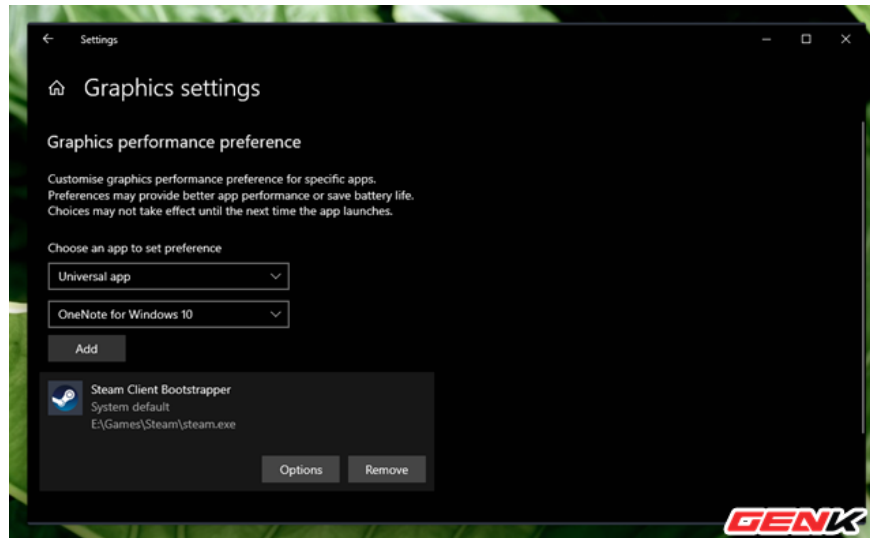 Settings
Graphics settings
Graphics performance preference
Customise graphics performance preference for specific apps.
Preferences may provide better app performance or save battery life.
Choices may not take effect until the next time the app launches.
Choose an app to set preference
Universal app
OneNote for Windows 10
Add
Steam Client Bootstrapper
System default
E:\Games\Steam\steam.exe
Options
Remove
GENK